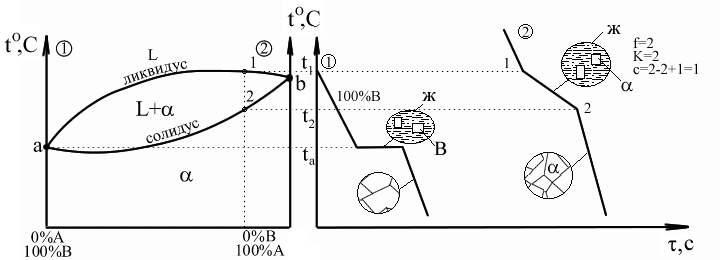 t°,C ① L ② t°,C
ликвидус
1
b
L+α
2
солидус
a
α
0%A 0%B
100%B 100%A
t₁ ①
100%B
ж
t₂
B
tₐ
②
ж
f=2
K=2
c=2-2+1=1
1
α
2
α
τ,c